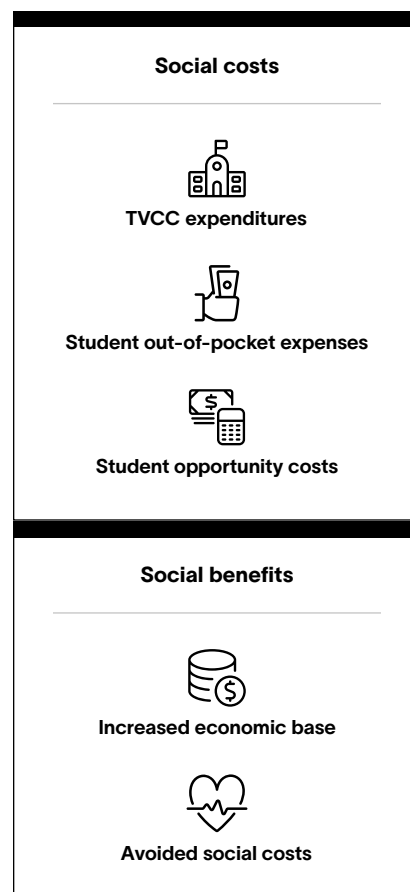 Social costs
TVCC expenditures
Student out-of-pocket expenses
$
Student opportunity costs
Social benefits
$
Increased economic base
Avoided social costs